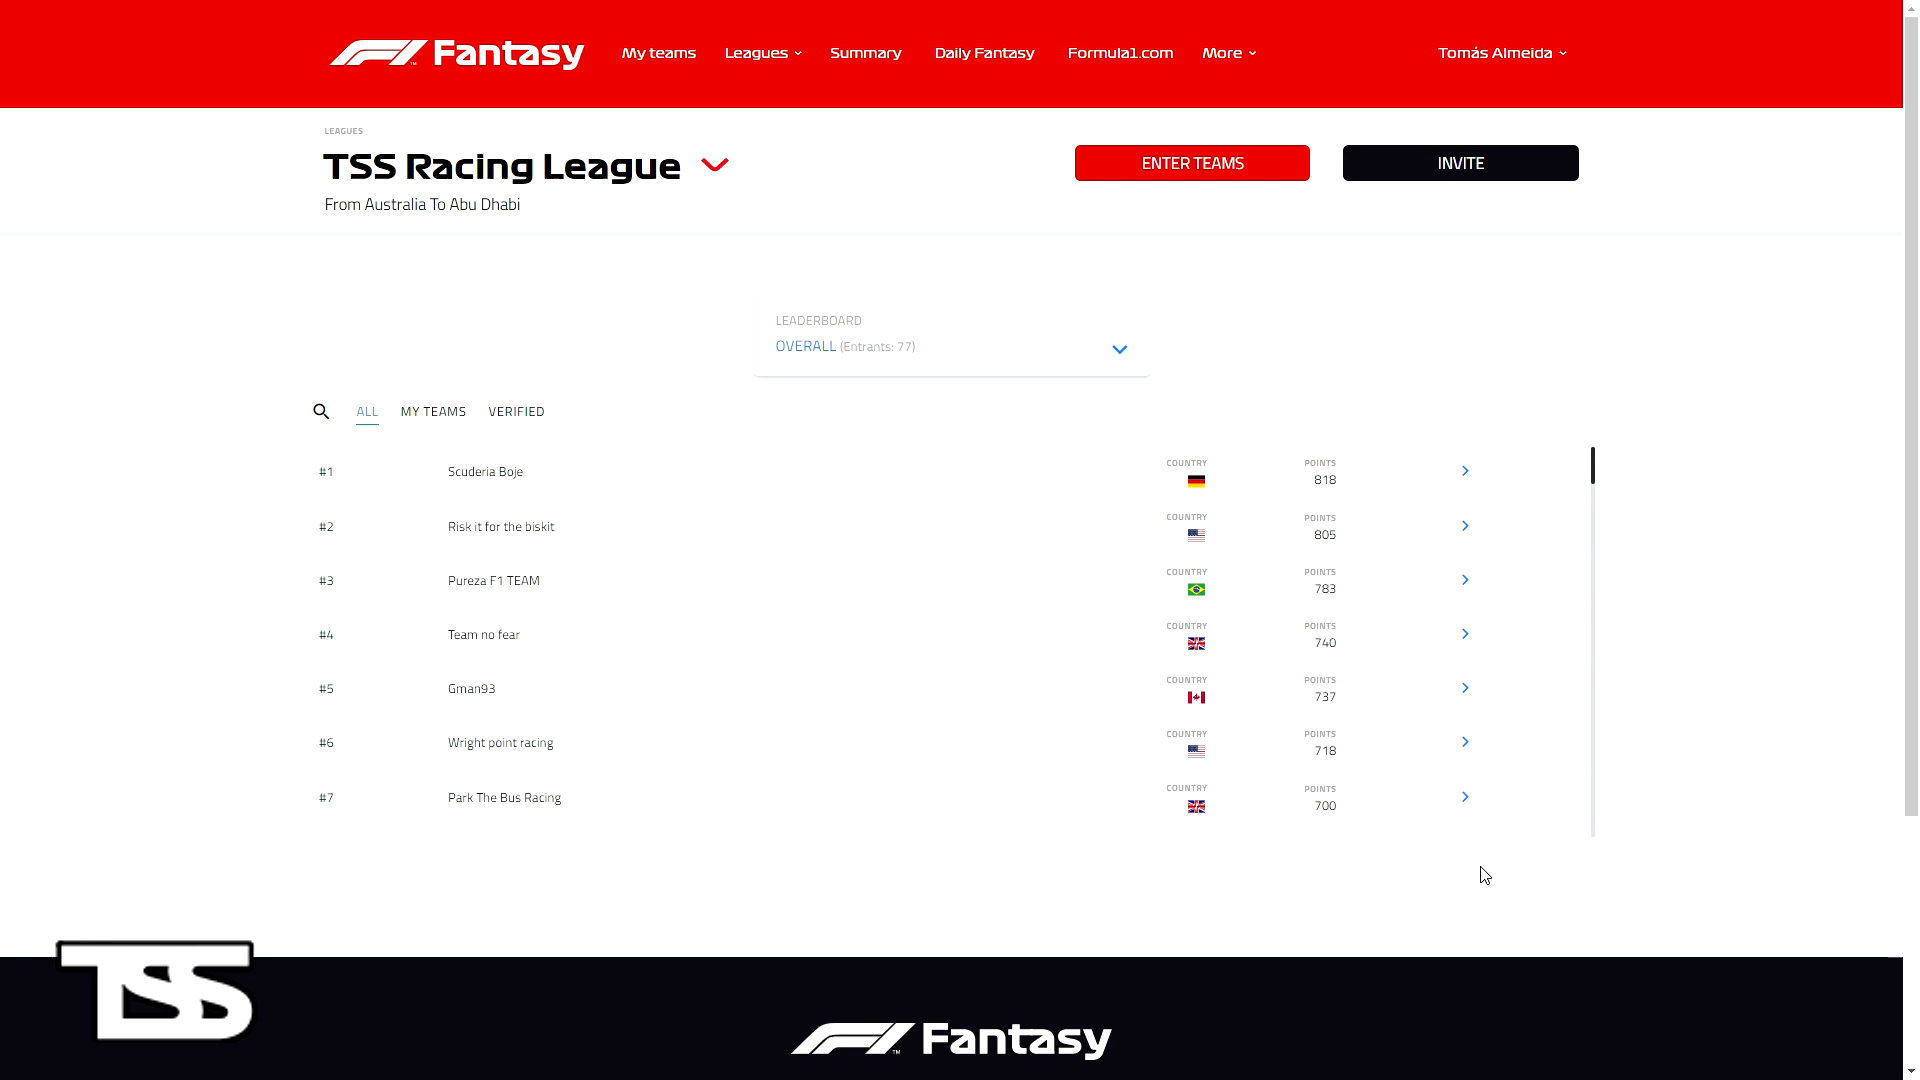 F1 Fantasy My teams Leagues Summary Daily Fantasy Formula1.com More Tomás Almeida
LEAGUES
TSS Racing League
ENTER TEAMS INVITE
From Australia To Abu Dhabi
LEADERBOARD
OVERALL (Entrants: 77)
ALL MY TEAMS VERIFIED
#1 Scuderia Boje COUNTRY POINTS 818
#2 Risk it for the biskit COUNTRY POINTS 805
#3 Pureza F1 TEAM COUNTRY POINTS 783
#4 Team no fear COUNTRY POINTS 740
#5 Gman93 COUNTRY POINTS 737
#6 Wright point racing COUNTRY POINTS 718
#7 Park The Bus Racing COUNTRY POINTS 700
TSS
F1 Fantasy